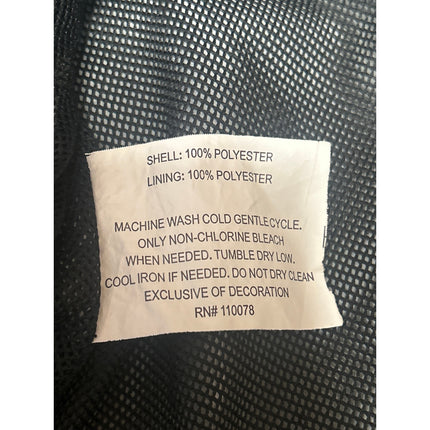 SHELL: 100% POLYESTER
LINING: 100% POLYESTER
MACHINE WASH COLD GENTLE CYCLE.
ONLY NON-CHLORINE BLEACH
WHEN NEEDED. TUMBLE DRY LOW.
COOL IRON IF NEEDED. DO NOT DRY CLEAN
EXCLUSIVE OF DECORATION
RN# 110078